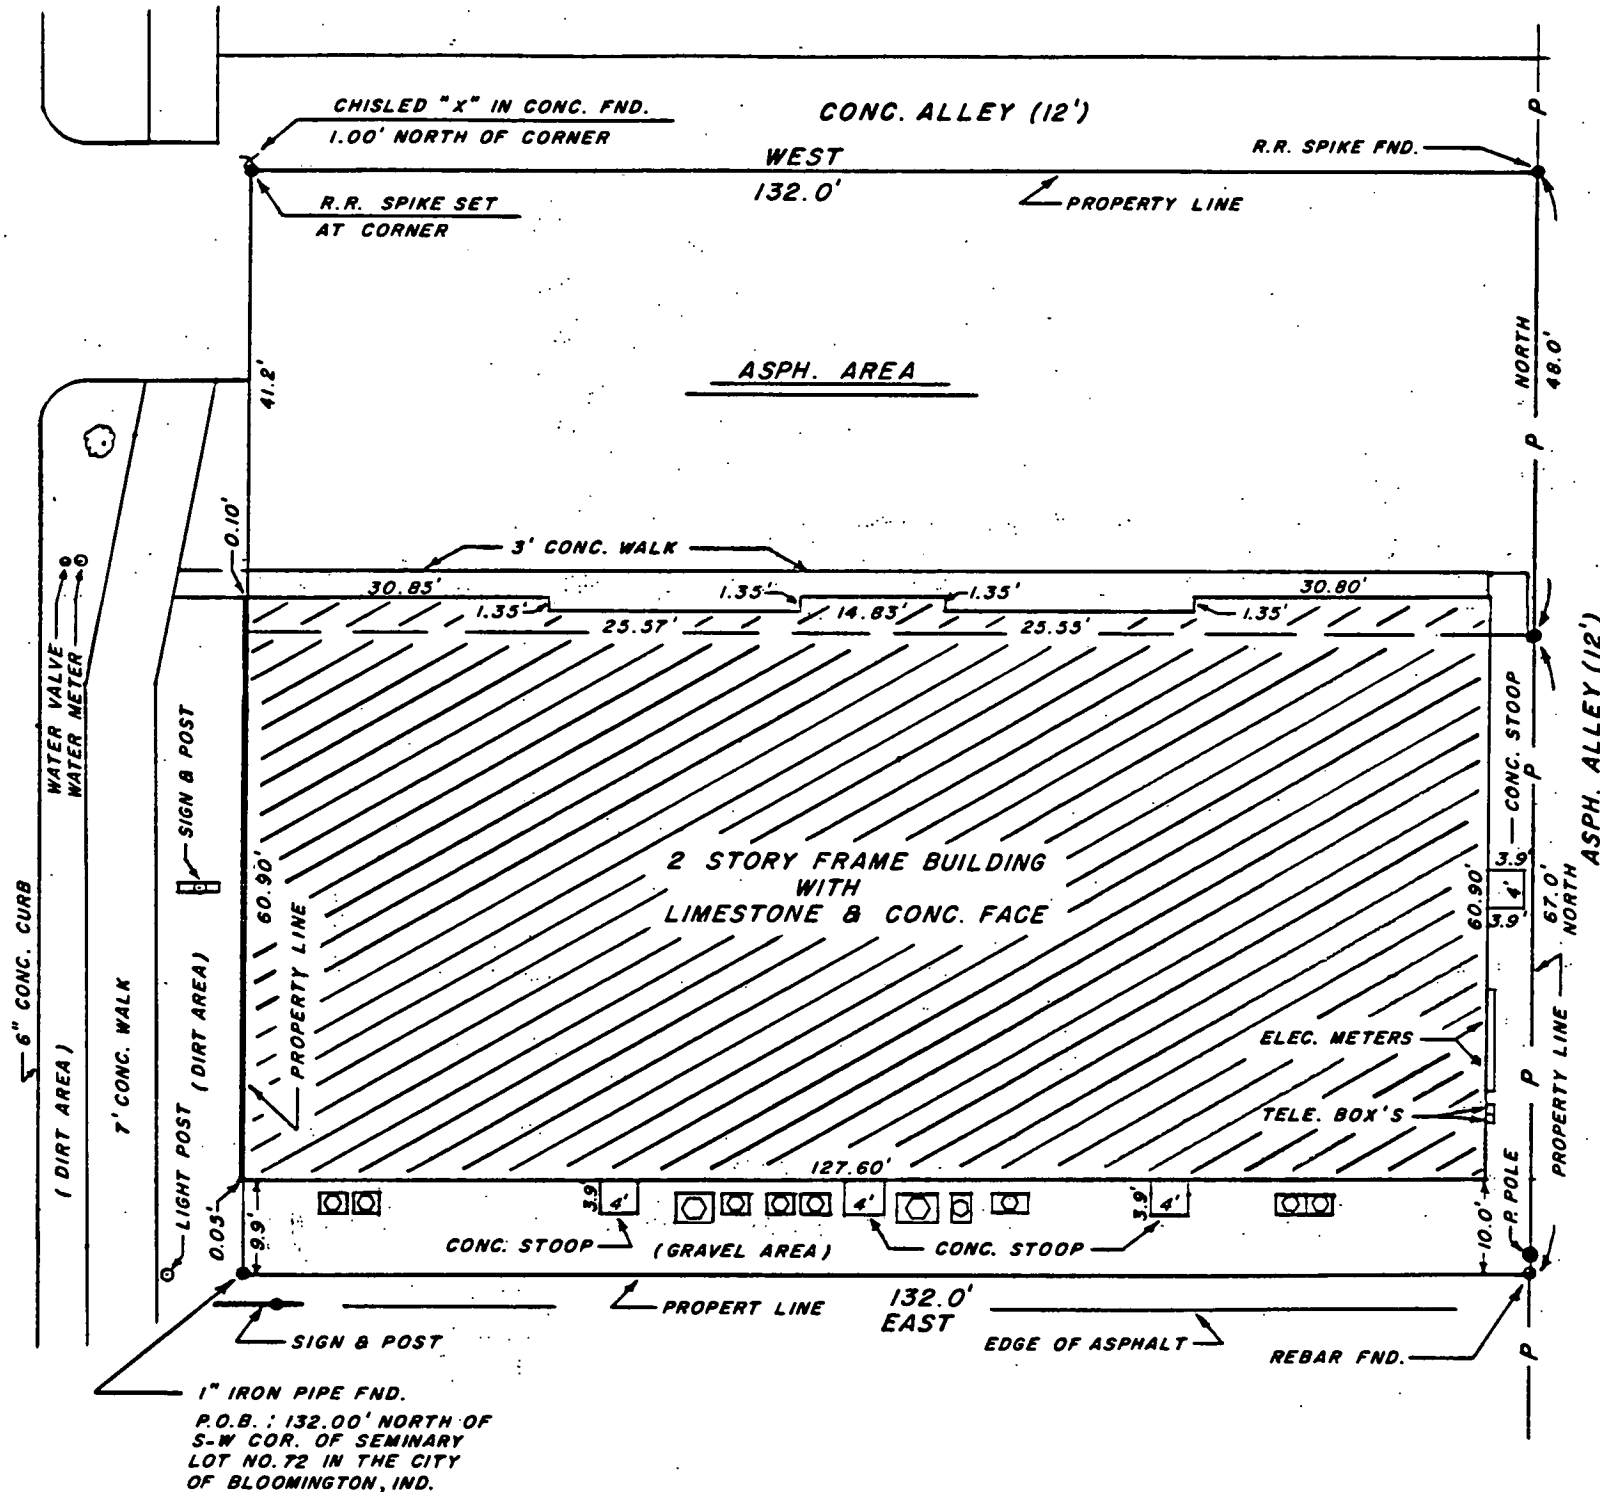 CHISLED "X" IN CONC. FND.
1.00' NORTH OF CORNER
CONC. ALLEY (12')
WEST
132.0'
R.R. SPIKE FND.
P
R.R. SPIKE SET
AT CORNER
PROPERTY LINE
41.2'
ASPH. AREA
NORTH
48.0'
P
0.10'
3' CONC. WALK
30.85'
1.35'
1.35'
30.80'
1.35'
14.83'
1.35'
25.57'
25.55'
WATER VALVE
WATER METER
SIGN & POST
CONC. STOOP
P
ASPH. ALLEY (12')
60.90'
2 STORY FRAME BUILDING
WITH
LIMESTONE & CONC. FACE
60.90'
3.9'
4'
3.9'
67.0'
NORTH
6" CONC. CURB
(DIRT AREA)
7' CONC. WALK
(DIRT AREA)
PROPERTY LINE
ELEC. METERS
P
PROPERTY LINE
TELE. BOX'S
LIGHT POST
127.60'
P. POLE
0.05'
9.9'
3.9'
4'
4'
3.9'
4'
10.0'
CONC. STOOP
(GRAVEL AREA)
CONC. STOOP
PROPERT LINE
132.0'
EAST
SIGN & POST
EDGE OF ASPHALT
REBAR FND.
P
1" IRON PIPE FND.
P.O.B. : 132.00' NORTH OF
S-W COR. OF SEMINARY
LOT NO. 72 IN THE CITY
OF BLOOMINGTON, IND.